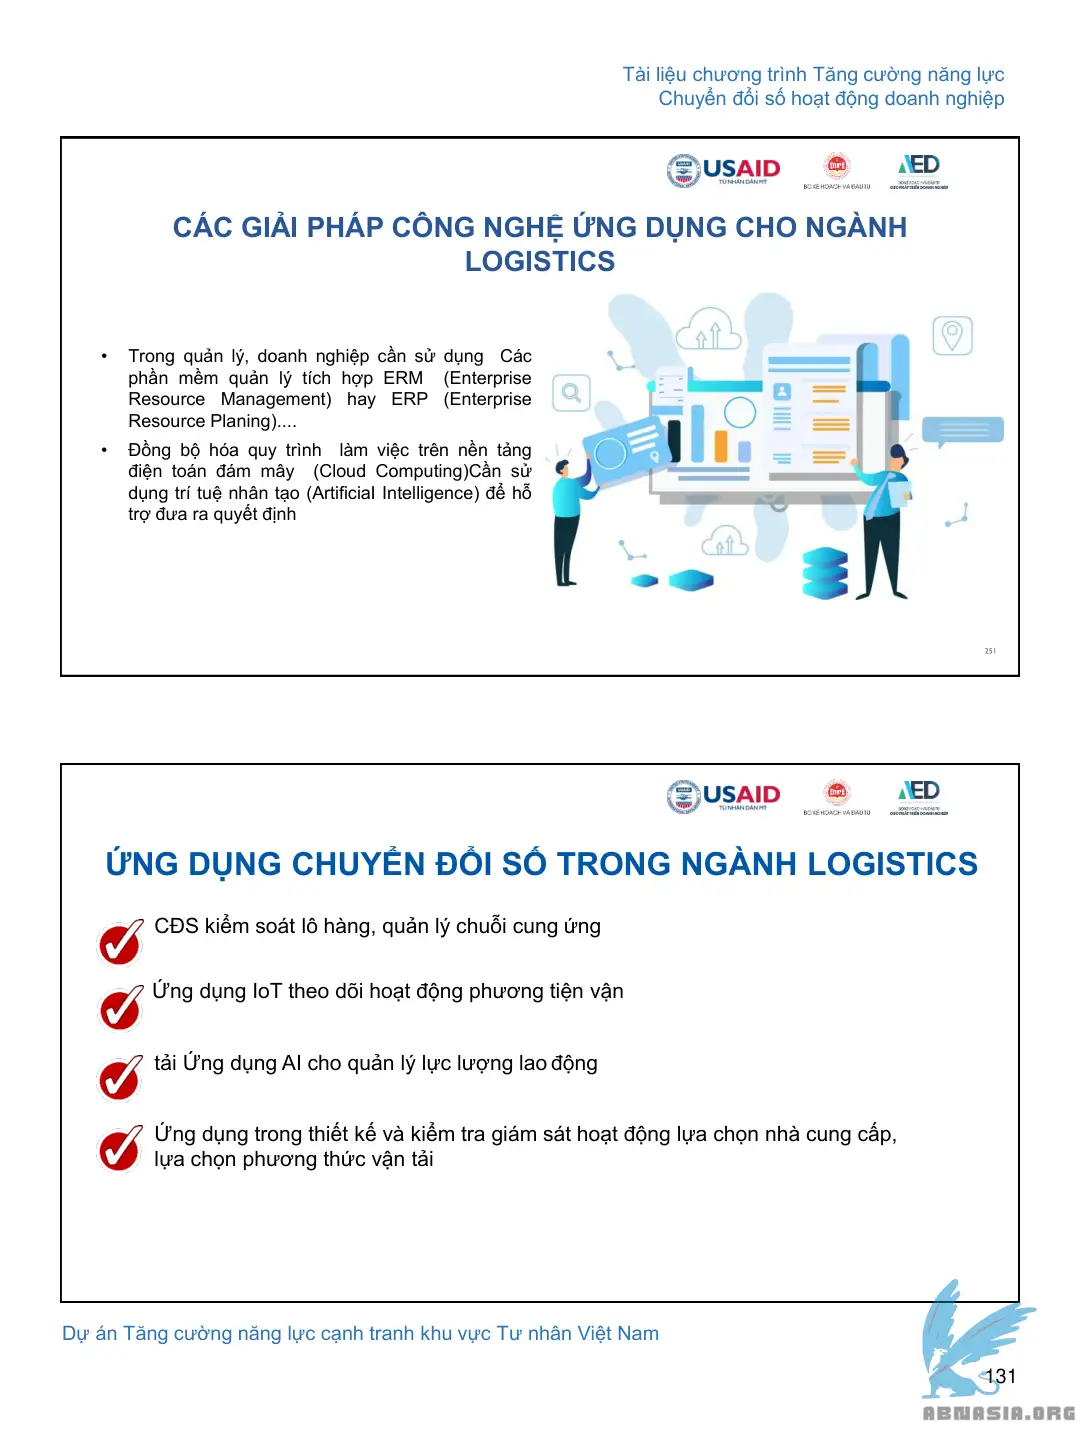 Tài liệu chương trình Tăng cường năng lực
Chuyển đổi số hoạt động doanh nghiệp
USAID
TỪ NHÂN DÂN MỸ
BỘ KẾ HOẠCH VÀ ĐẦU TƯ
AED
CÁC GIẢI PHÁP CÔNG NGHỆ ỨNG DỤNG CHO NGÀNH
LOGISTICS
• Trong quản lý, doanh nghiệp cần sử dụng Các
phần mềm quản lý tích hợp ERM (Enterprise
Resource Management) hay ERP (Enterprise
Resource Planing)....
• Đồng bộ hóa quy trình làm việc trên nền tảng
điện toán đám mây (Cloud Computing)Cần sử
dụng trí tuệ nhân tạo (Artificial Intelligence) để hỗ
trợ đưa ra quyết định
251
USAID
TỪ NHÂN DÂN MỸ
BỘ KẾ HOẠCH VÀ ĐẦU TƯ
AED
ỨNG DỤNG CHUYỂN ĐỔI SỐ TRONG NGÀNH LOGISTICS
CĐS kiểm soát lô hàng, quản lý chuỗi cung ứng
Ứng dụng IoT theo dõi hoạt động phương tiện vận
tải Ứng dụng AI cho quản lý lực lượng lao động
Ứng dụng trong thiết kế và kiểm tra giám sát hoạt động lựa chọn nhà cung cấp,
lựa chọn phương thức vận tải
Dự án Tăng cường năng lực cạnh tranh khu vực Tư nhân Việt Nam
131
ABNASIA.ORG